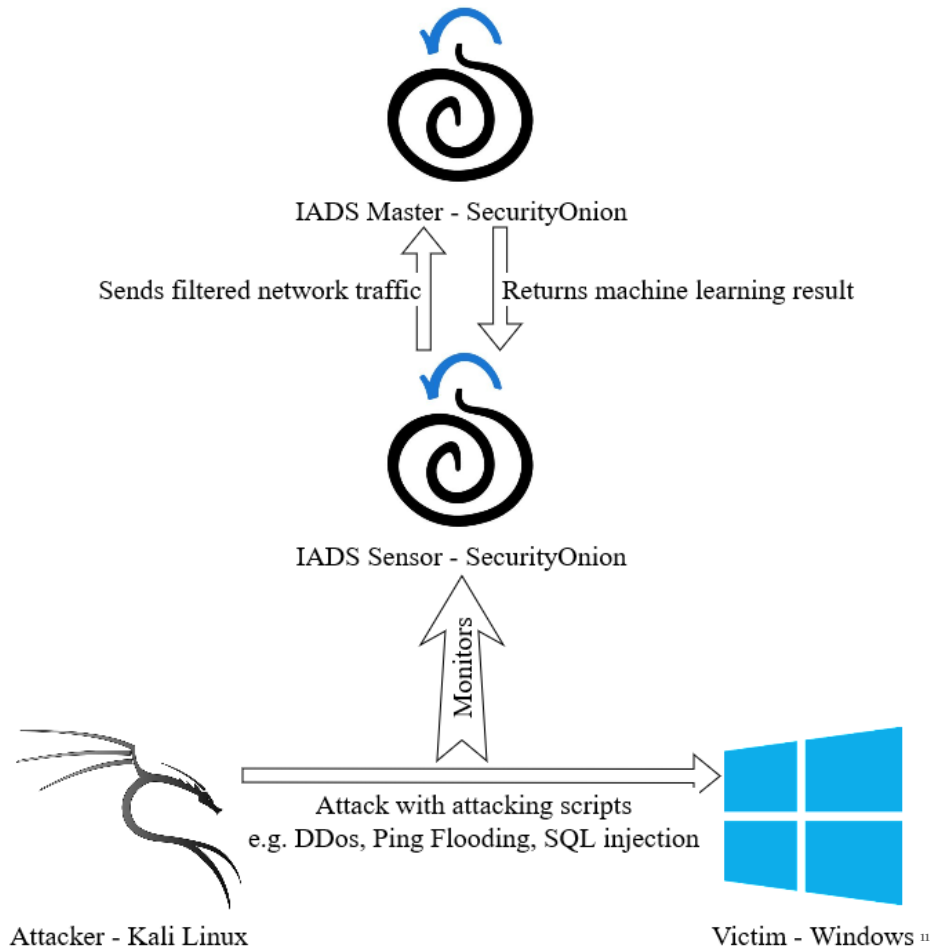 IADS Master - SecurityOnion
Sends filtered network traffic
Returns machine learning result
IADS Sensor - SecurityOnion
Monitors
Attack with attacking scripts
e.g. DDos, Ping Flooding, SQL injection
Attacker - Kali Linux
Victim - Windows 11